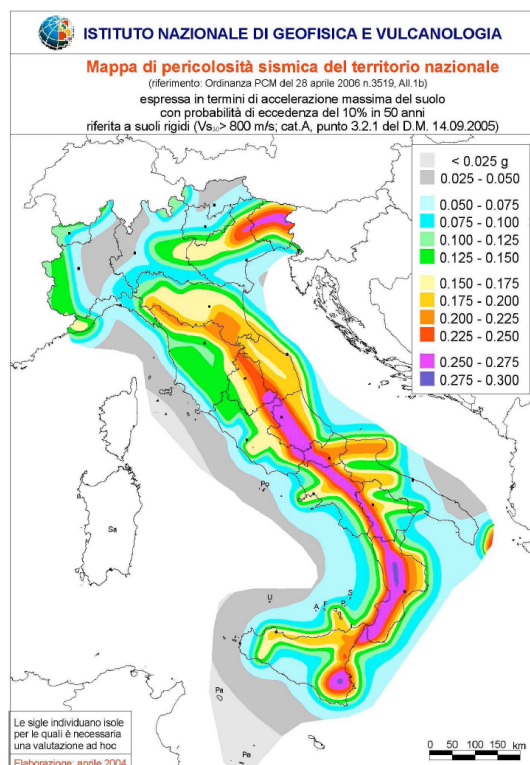 ISTITUTO NAZIONALE DI GEOFISICA E VULCANOLOGIA
Mappa di pericolosità sismica del territorio nazionale
(riferimento: Ordinanza PCM del 28 aprile 2006 n.3519, All.1b)
espressa in termini di accelerazione massima del suolo
con probabilità di eccedenza del 10% in 50 anni
riferita a suoli rigidi (Vs₃₀> 800 m/s; cat.A, punto 3.2.1 del D.M. 14.09.2005)
< 0.025 g
0.025 - 0.050
0.050 - 0.075
0.075 - 0.100
0.100 - 0.125
0.125 - 0.150
0.150 - 0.175
0.175 - 0.200
0.200 - 0.225
0.225 - 0.250
0.250 - 0.275
0.275 - 0.300
Po
Sa
U
A
F
P
S
Pa
Pe
Le sigle individuano isole
per le quali è necessaria
una valutazione ad hoc
Elaborazione: aprile 2004
0 50 100 150 km